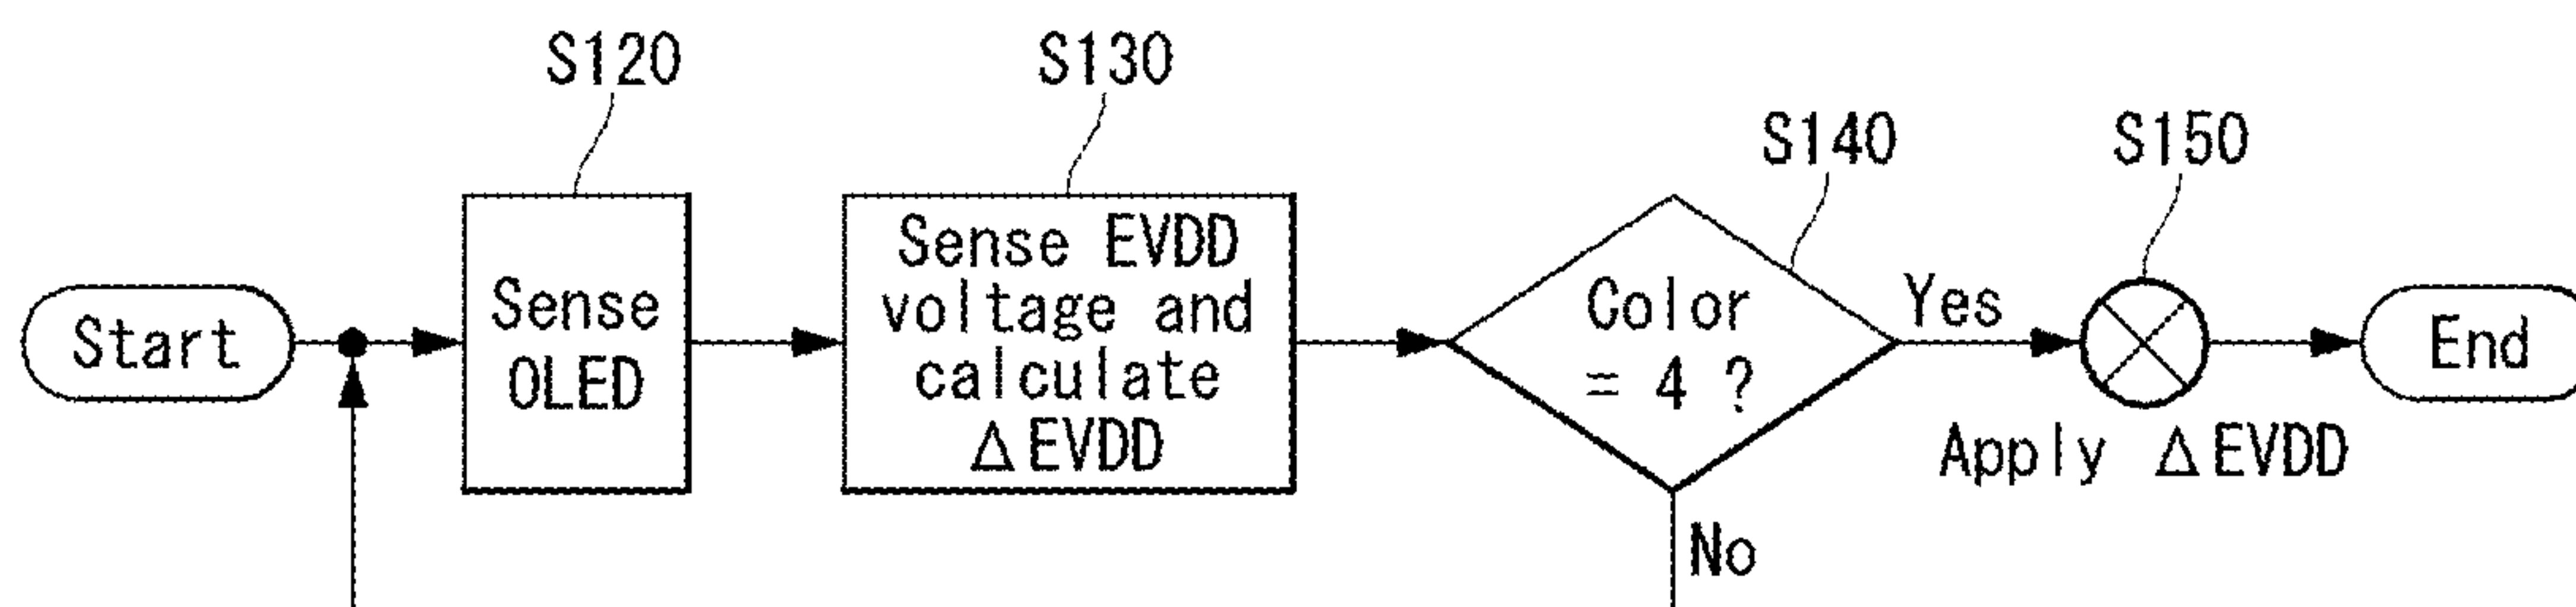 S120
S130
S140
S150
Start
Sense
OLED
Sense EVDD
voltage and
calculate
ΔEVDD
Color
= 4 ?
Yes
No
Apply ΔEVDD
End